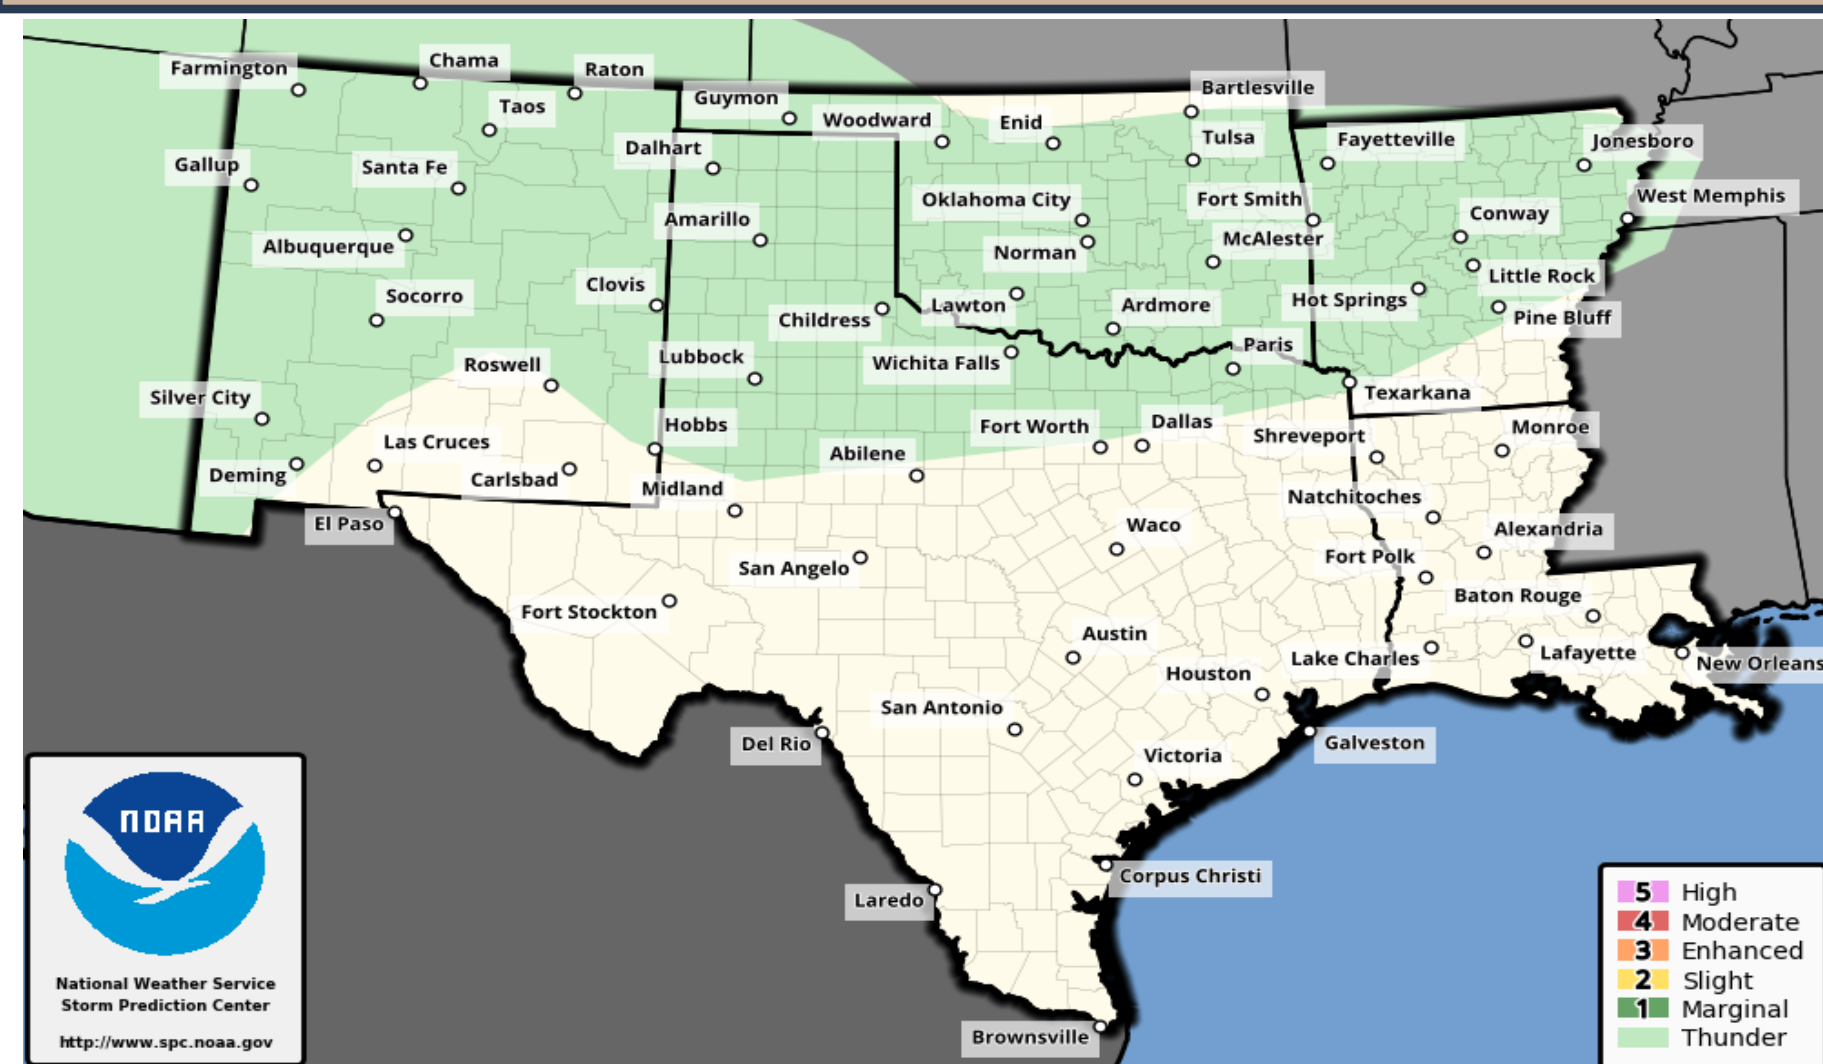 Farmington
Chama
Raton
Taos
Guymon
Woodward
Enid
Bartlesville
Tulsa
Fayetteville
Jonesboro
Gallup
Santa Fe
Dalhart
Oklahoma City
Fort Smith
West Memphis
Conway
Albuquerque
Amarillo
Norman
McAlester
Socorro
Clovis
Childress
Lawton
Ardmore
Hot Springs
Little Rock
Pine Bluff
Roswell
Lubbock
Wichita Falls
Paris
Silver City
Texarkana
Las Cruces
Hobbs
Abilene
Fort Worth
Dallas
Shreveport
Monroe
Deming
Carlsbad
Midland
Natchitoches
El Paso
Waco
Alexandria
San Angelo
Fort Polk
Fort Stockton
Baton Rouge
Austin
Houston
Lake Charles
Lafayette
New Orleans
San Antonio
Del Rio
Galveston
Victoria
Laredo
Corpus Christi
Brownsville
NOAA
National Weather Service
Storm Prediction Center
http://www.spc.noaa.gov
5 High
4 Moderate
3 Enhanced
2 Slight
1 Marginal
Thunder